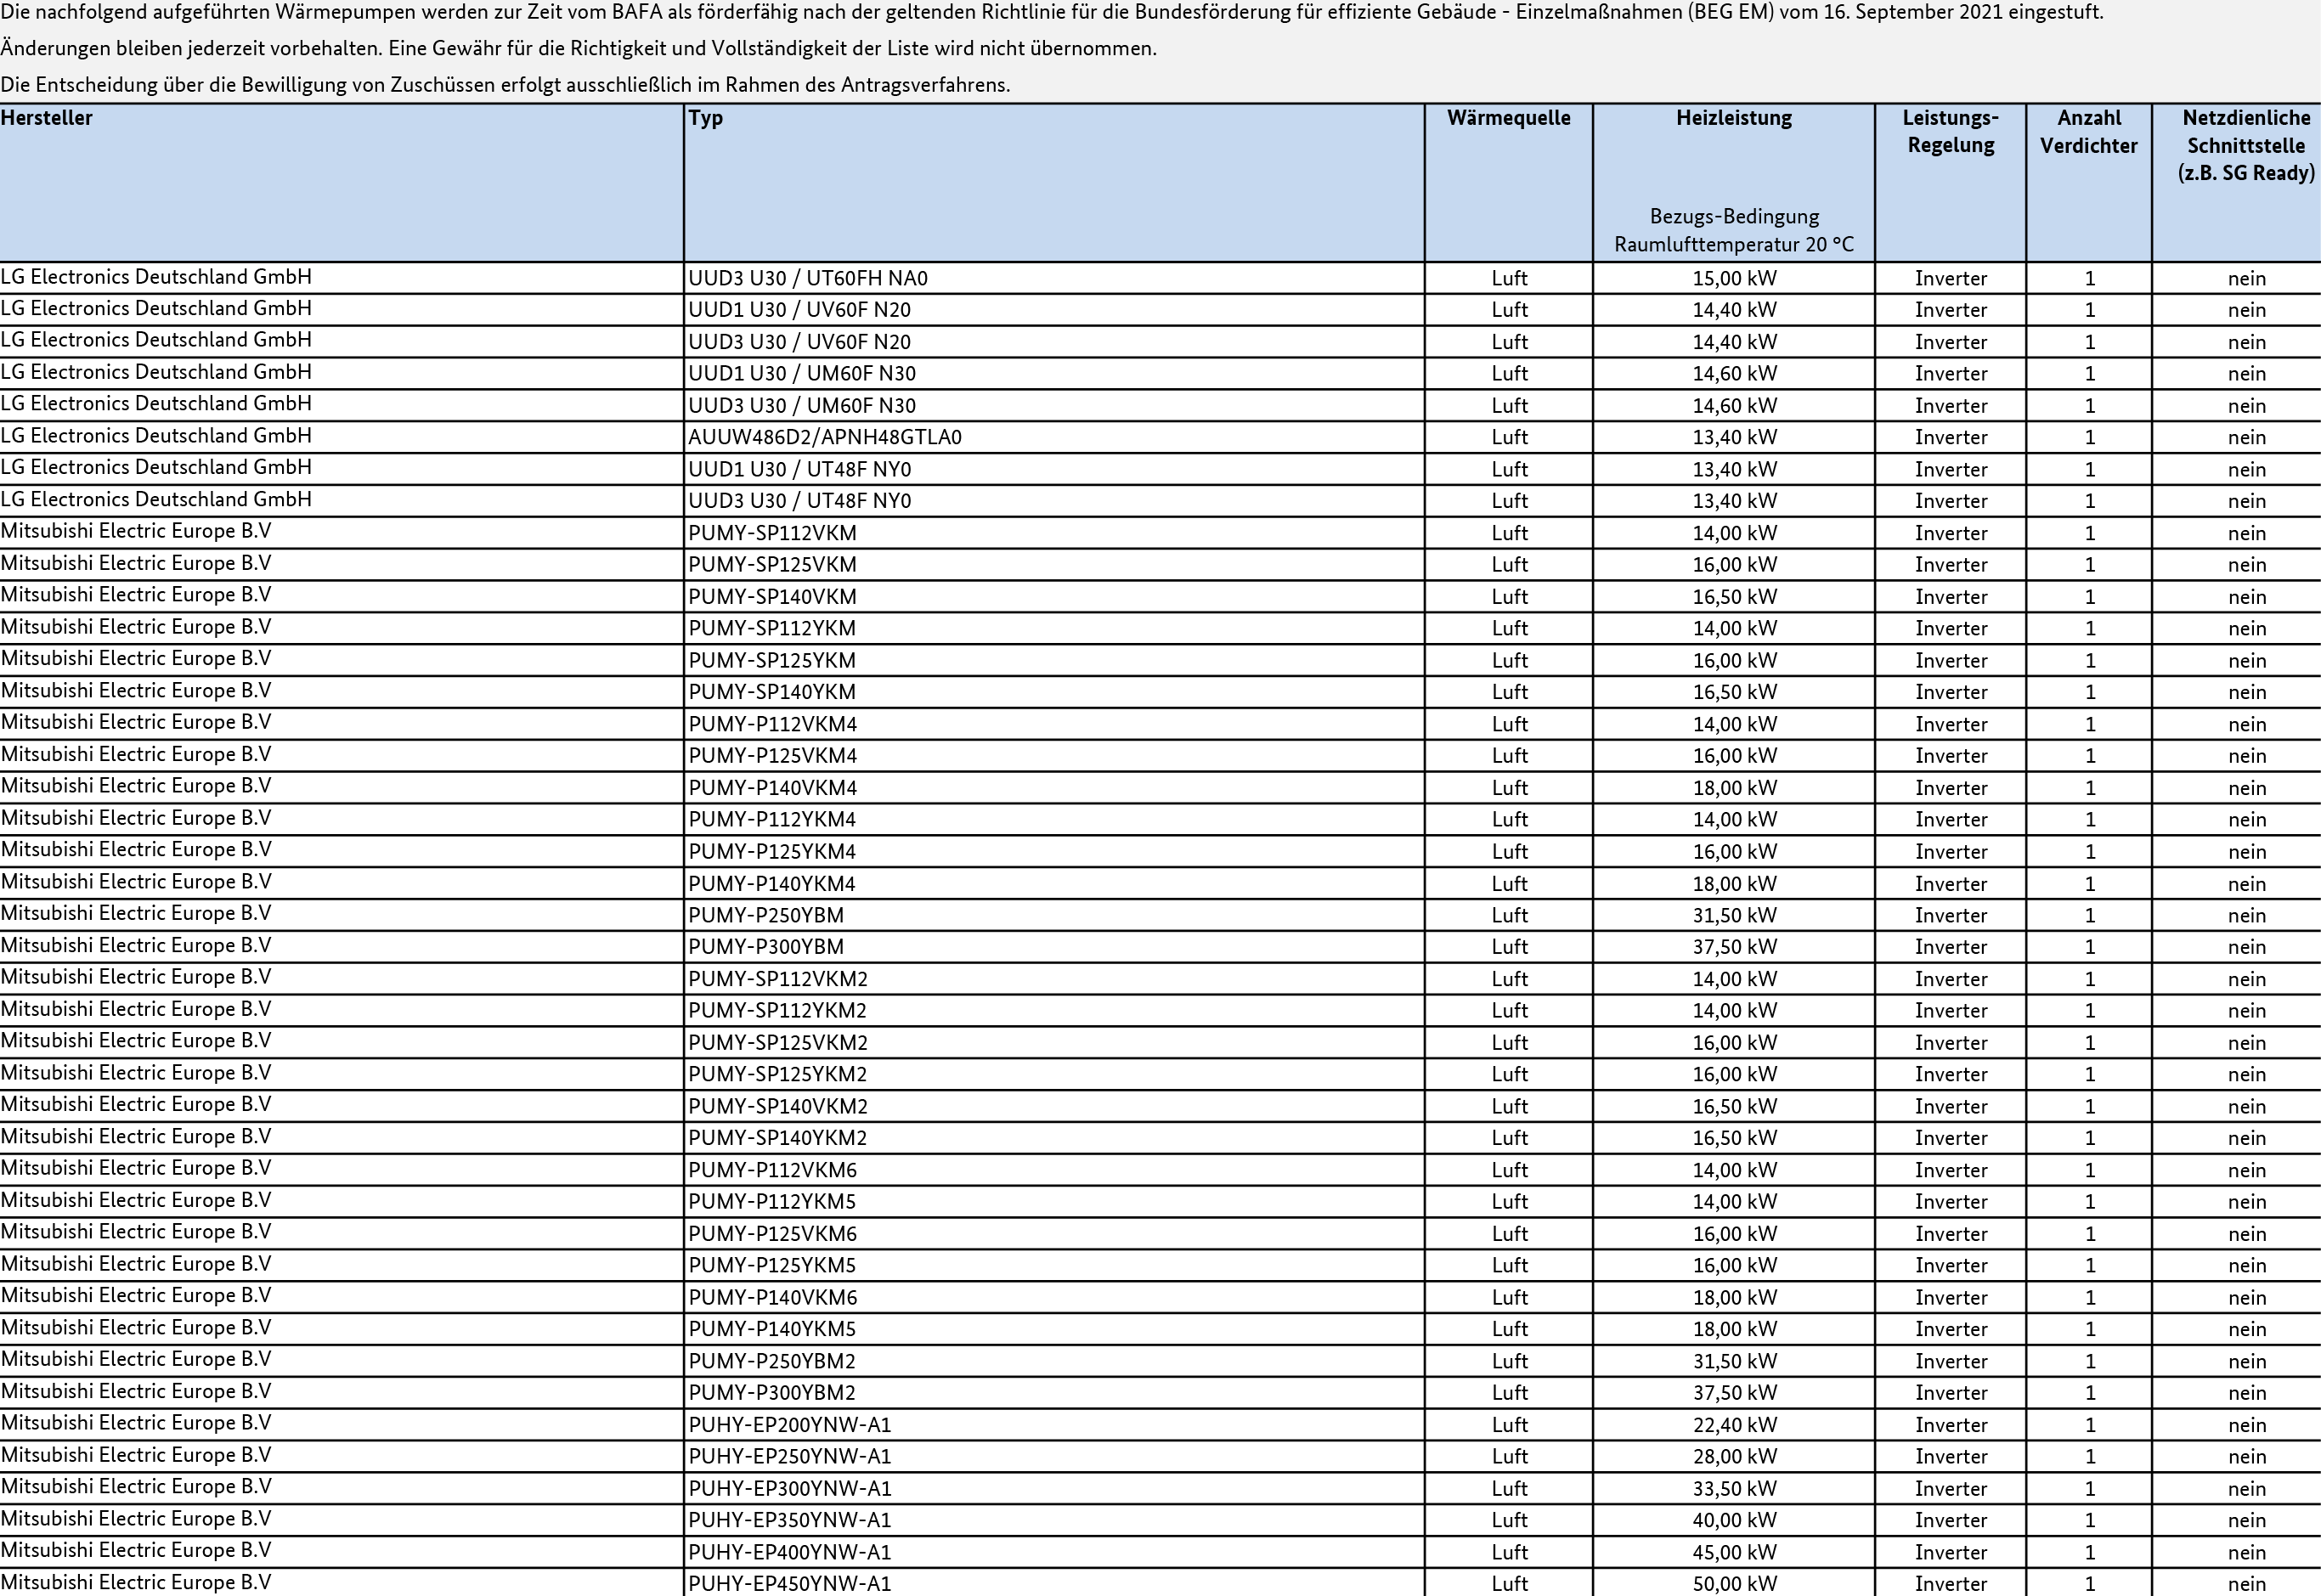 Die nachfolgend aufgeführten Wärmepumpen werden zur Zeit vom BAFA als förderfähig nach der geltenden Richtlinie für die Bundesförderung für effiziente Gebäude - Einzelmaßnahmen (BEG EM) vom 16. September 2021 eingestuft.
Änderungen bleiben jederzeit vorbehalten. Eine Gewähr für die Richtigkeit und Vollständigkeit der Liste wird nicht übernommen.
Die Entscheidung über die Bewilligung von Zuschüssen erfolgt ausschließlich im Rahmen des Antragsverfahrens.
Hersteller Typ Wärmequelle Heizleistung Leistungs- Anzahl Netzdienliche
Regelung Verdichter Schnittstelle
(z.B. SG Ready)
Bezugs-Bedingung
Raumlufttemperatur 20 °C
LG Electronics Deutschland GmbH UUD3 U30 / UT60FH NA0 Luft 15,00 kW Inverter 1 nein
LG Electronics Deutschland GmbH UUD1 U30 / UV60F N20 Luft 14,40 kW Inverter 1 nein
LG Electronics Deutschland GmbH UUD3 U30 / UV60F N20 Luft 14,40 kW Inverter 1 nein
LG Electronics Deutschland GmbH UUD1 U30 / UM60F N30 Luft 14,60 kW Inverter 1 nein
LG Electronics Deutschland GmbH UUD3 U30 / UM60F N30 Luft 14,60 kW Inverter 1 nein
LG Electronics Deutschland GmbH AUUW486D2/APNH48GTLA0 Luft 13,40 kW Inverter 1 nein
LG Electronics Deutschland GmbH UUD1 U30 / UT48F NY0 Luft 13,40 kW Inverter 1 nein
LG Electronics Deutschland GmbH UUD3 U30 / UT48F NY0 Luft 13,40 kW Inverter 1 nein
Mitsubishi Electric Europe B.V PUMY-SP112VKM Luft 14,00 kW Inverter 1 nein
Mitsubishi Electric Europe B.V PUMY-SP125VKM Luft 16,00 kW Inverter 1 nein
Mitsubishi Electric Europe B.V PUMY-SP140VKM Luft 16,50 kW Inverter 1 nein
Mitsubishi Electric Europe B.V PUMY-SP112YKM Luft 14,00 kW Inverter 1 nein
Mitsubishi Electric Europe B.V PUMY-SP125YKM Luft 16,00 kW Inverter 1 nein
Mitsubishi Electric Europe B.V PUMY-SP140YKM Luft 16,50 kW Inverter 1 nein
Mitsubishi Electric Europe B.V PUMY-P112VKM4 Luft 14,00 kW Inverter 1 nein
Mitsubishi Electric Europe B.V PUMY-P125VKM4 Luft 16,00 kW Inverter 1 nein
Mitsubishi Electric Europe B.V PUMY-P140VKM4 Luft 18,00 kW Inverter 1 nein
Mitsubishi Electric Europe B.V PUMY-P112YKM4 Luft 14,00 kW Inverter 1 nein
Mitsubishi Electric Europe B.V PUMY-P125YKM4 Luft 16,00 kW Inverter 1 nein
Mitsubishi Electric Europe B.V PUMY-P140YKM4 Luft 18,00 kW Inverter 1 nein
Mitsubishi Electric Europe B.V PUMY-P250YBM Luft 31,50 kW Inverter 1 nein
Mitsubishi Electric Europe B.V PUMY-P300YBM Luft 37,50 kW Inverter 1 nein
Mitsubishi Electric Europe B.V PUMY-SP112VKM2 Luft 14,00 kW Inverter 1 nein
Mitsubishi Electric Europe B.V PUMY-SP112YKM2 Luft 14,00 kW Inverter 1 nein
Mitsubishi Electric Europe B.V PUMY-SP125VKM2 Luft 16,00 kW Inverter 1 nein
Mitsubishi Electric Europe B.V PUMY-SP125YKM2 Luft 16,00 kW Inverter 1 nein
Mitsubishi Electric Europe B.V PUMY-SP140VKM2 Luft 16,50 kW Inverter 1 nein
Mitsubishi Electric Europe B.V PUMY-SP140YKM2 Luft 16,50 kW Inverter 1 nein
Mitsubishi Electric Europe B.V PUMY-P112VKM6 Luft 14,00 kW Inverter 1 nein
Mitsubishi Electric Europe B.V PUMY-P112YKM5 Luft 14,00 kW Inverter 1 nein
Mitsubishi Electric Europe B.V PUMY-P125VKM6 Luft 16,00 kW Inverter 1 nein
Mitsubishi Electric Europe B.V PUMY-P125YKM5 Luft 16,00 kW Inverter 1 nein
Mitsubishi Electric Europe B.V PUMY-P140VKM6 Luft 18,00 kW Inverter 1 nein
Mitsubishi Electric Europe B.V PUMY-P140YKM5 Luft 18,00 kW Inverter 1 nein
Mitsubishi Electric Europe B.V PUMY-P250YBM2 Luft 31,50 kW Inverter 1 nein
Mitsubishi Electric Europe B.V PUMY-P300YBM2 Luft 37,50 kW Inverter 1 nein
Mitsubishi Electric Europe B.V PUHY-EP200YNW-A1 Luft 22,40 kW Inverter 1 nein
Mitsubishi Electric Europe B.V PUHY-EP250YNW-A1 Luft 28,00 kW Inverter 1 nein
Mitsubishi Electric Europe B.V PUHY-EP300YNW-A1 Luft 33,50 kW Inverter 1 nein
Mitsubishi Electric Europe B.V PUHY-EP350YNW-A1 Luft 40,00 kW Inverter 1 nein
Mitsubishi Electric Europe B.V PUHY-EP400YNW-A1 Luft 45,00 kW Inverter 1 nein
Mitsubishi Electric Europe B.V PUHY-EP450YNW-A1 Luft 50,00 kW Inverter 1 nein